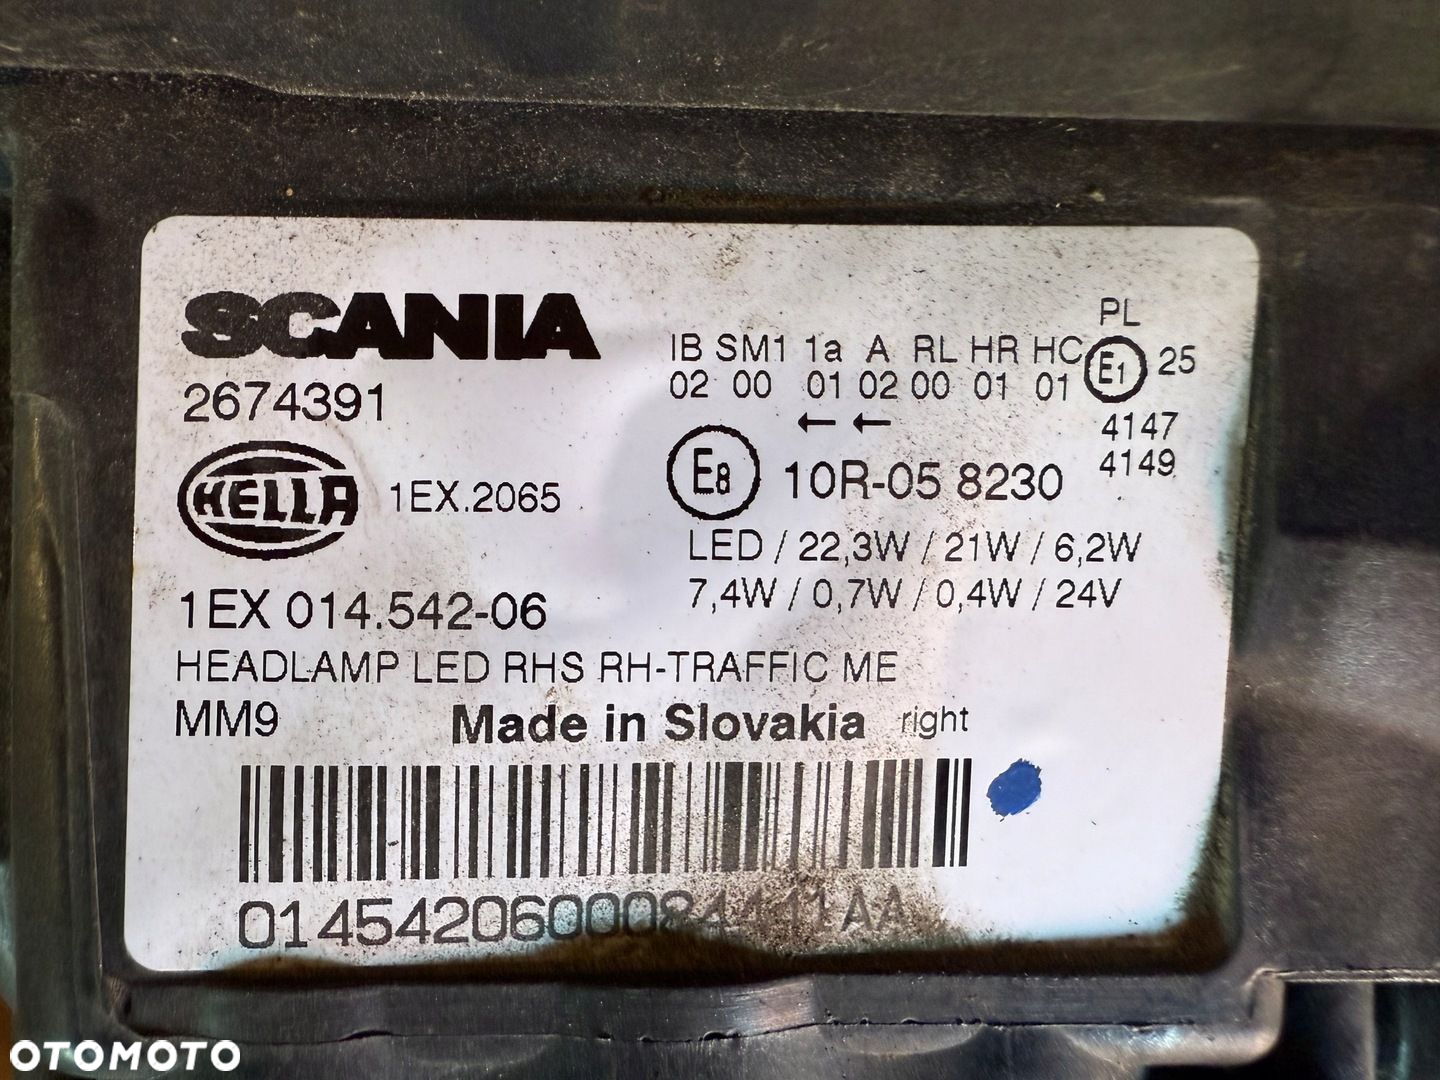 SCANIA
2674391
HELLA
1EX.2065
1EX 014.542-06
HEADLAMP LED RHS RH-TRAFFIC ME
MM9
Made in Slovakia right
IB SM1 1a A RL HR HC
02 00 01 02 00 01 01
← ←
PL
E1 25
4147
4149
E8 10R-05 8230
LED / 22,3W / 21W / 6,2W
7,4W / 0,7W / 0,4W / 24V
OTOMOTO